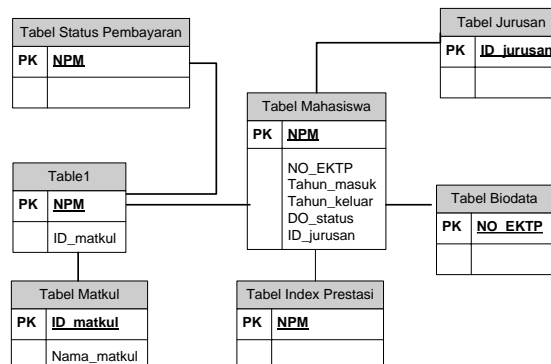 Tabel Status Pembayaran
PK NPM
Tabel Jurusan
PK ID_jurusan
Tabel Mahasiswa
PK NPM
NO_EKTP
Tahun_masuk
Tahun_keluar
DO_status
ID_jurusan
Table1
PK NPM
ID_matkul
Tabel Biodata
PK NO_EKTP
Tabel Matkul
PK ID_matkul
Nama_matkul
Tabel Index Prestasi
PK NPM